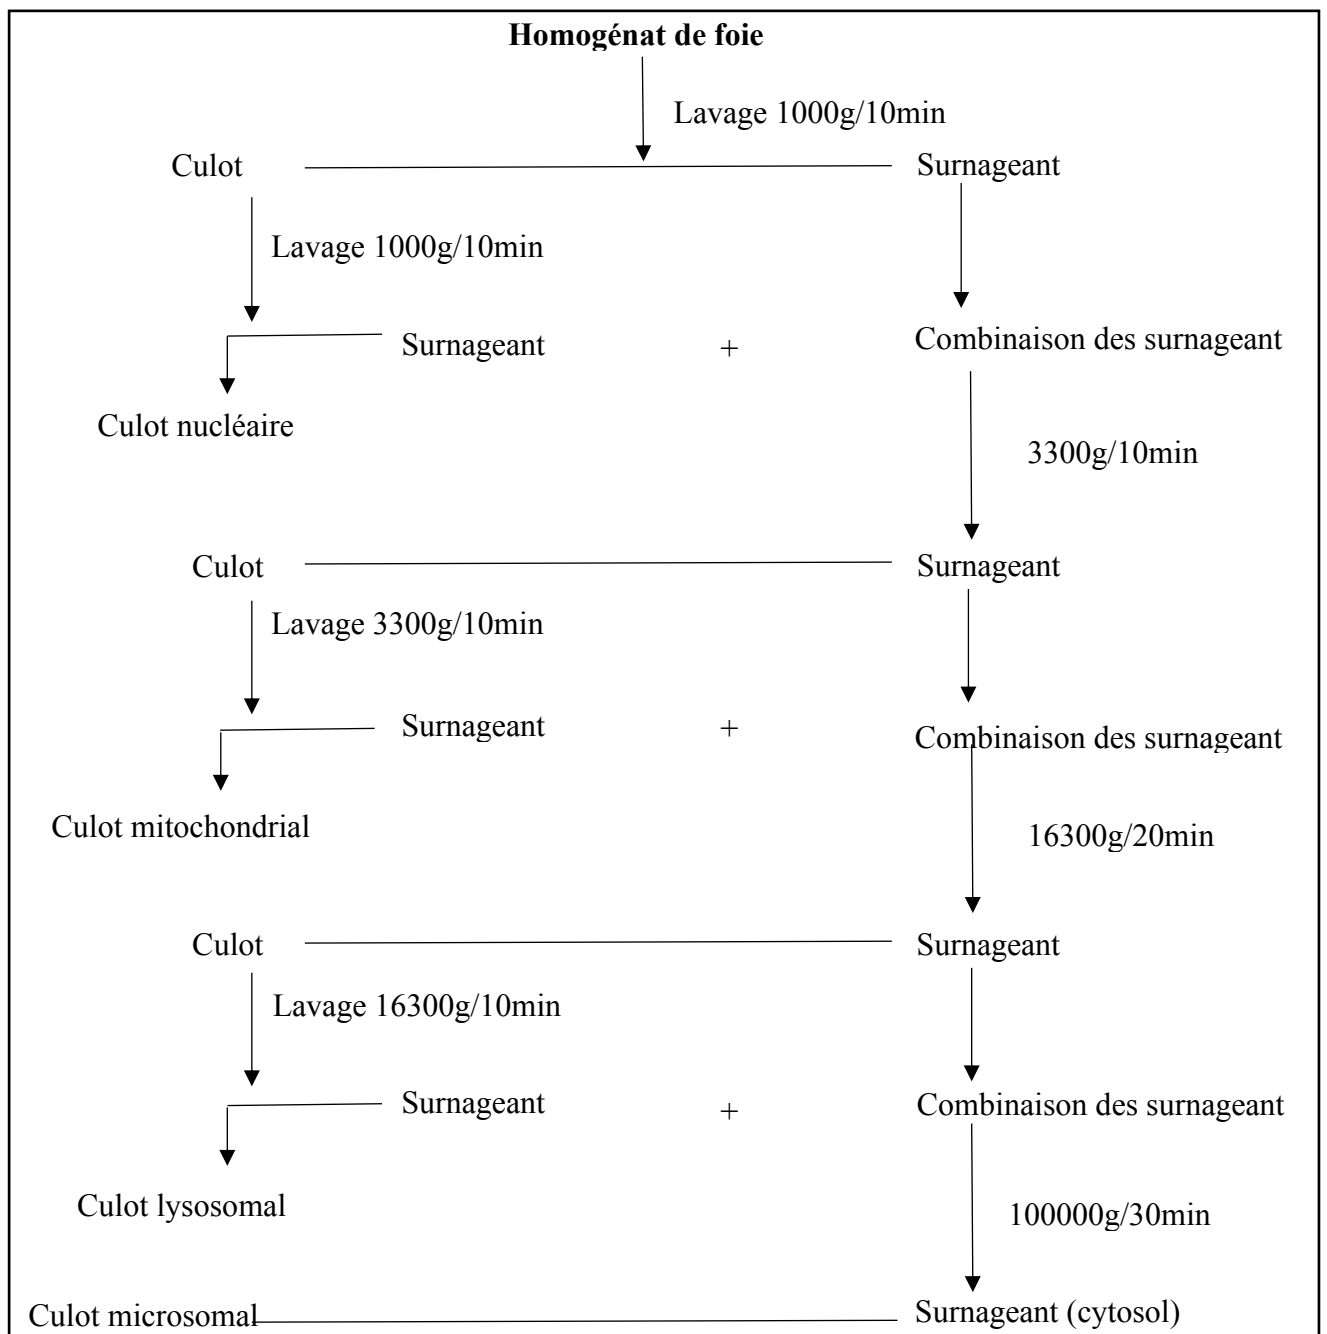 Homogénat de foie
Lavage 1000g/10min
Culot
Surnageant
Lavage 1000g/10min
Surnageant
+
Combinaison des surnageant
Culot nucléaire
3300g/10min
Culot
Surnageant
Lavage 3300g/10min
Surnageant
+
Combinaison des surnageant
Culot mitochondrial
16300g/20min
Culot
Surnageant
Lavage 16300g/10min
Surnageant
+
Combinaison des surnageant
Culot lysosomal
100000g/30min
Culot microsomal
Surnageant (cytosol)